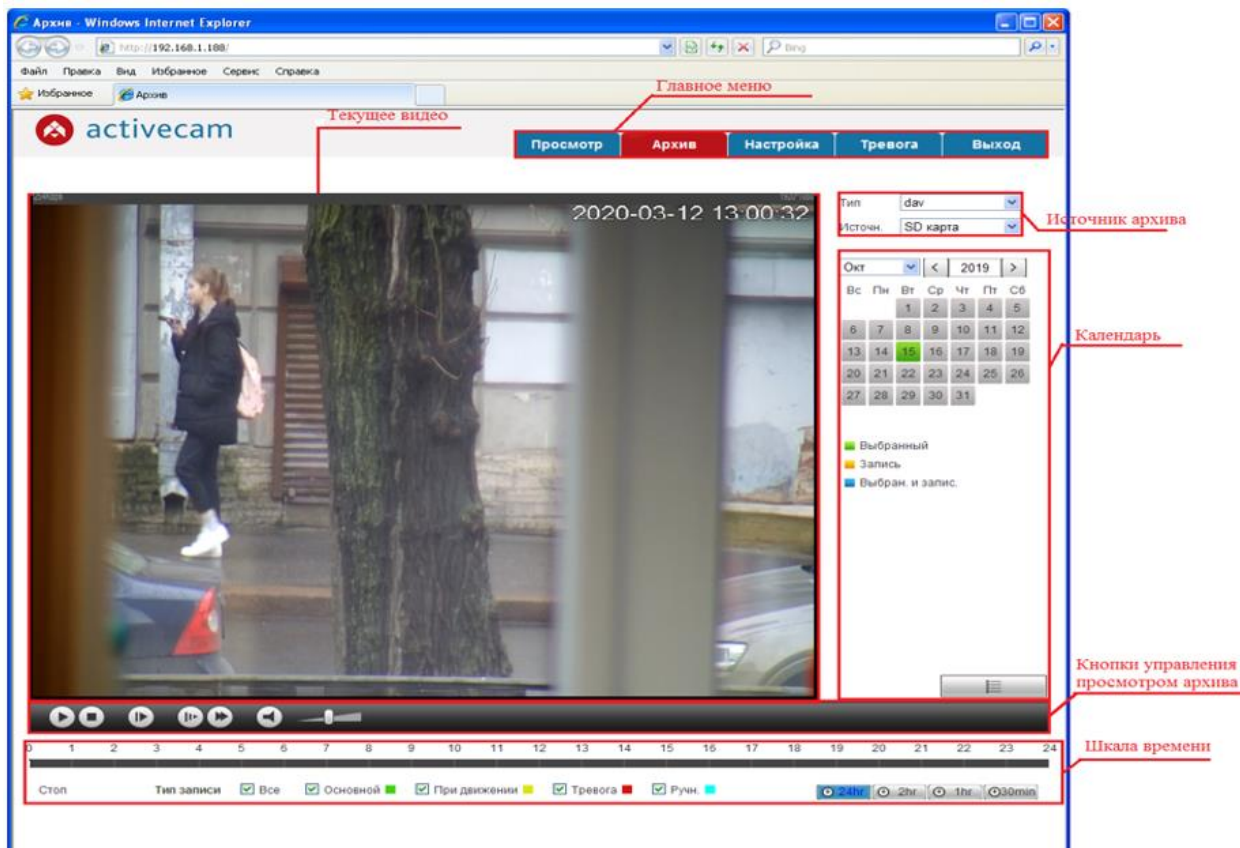 Архив - Windows Internet Explorer
http://192.168.1.188/
Bing
Файл Правка Вид Избранное Сервис Справка
Избранное Архив
Главное меню
activecam
Текущее видео
Просмотр Архив Настройка Тревога Выход
2020-03-12 13:00:32
Тип dav
Источн. SD карта
Источник архива
Окт < 2019 >
Вс Пн Вт Ср Чт Пт Сб
1 2 3 4 5
6 7 8 9 10 11 12
13 14 15 16 17 18 19
20 21 22 23 24 25 26
27 28 29 30 31
Календарь
Выбранный
Запись
Выбран. и запис.
Кнопки управления
просмотром архива
0 1 2 3 4 5 6 7 8 9 10 11 12 13 14 15 16 17 18 19 20 21 22 23 24
Шкала времени
Стоп Тип записи Все Основной При движении Тревога Ручн. 24hr 2hr 1hr 30min